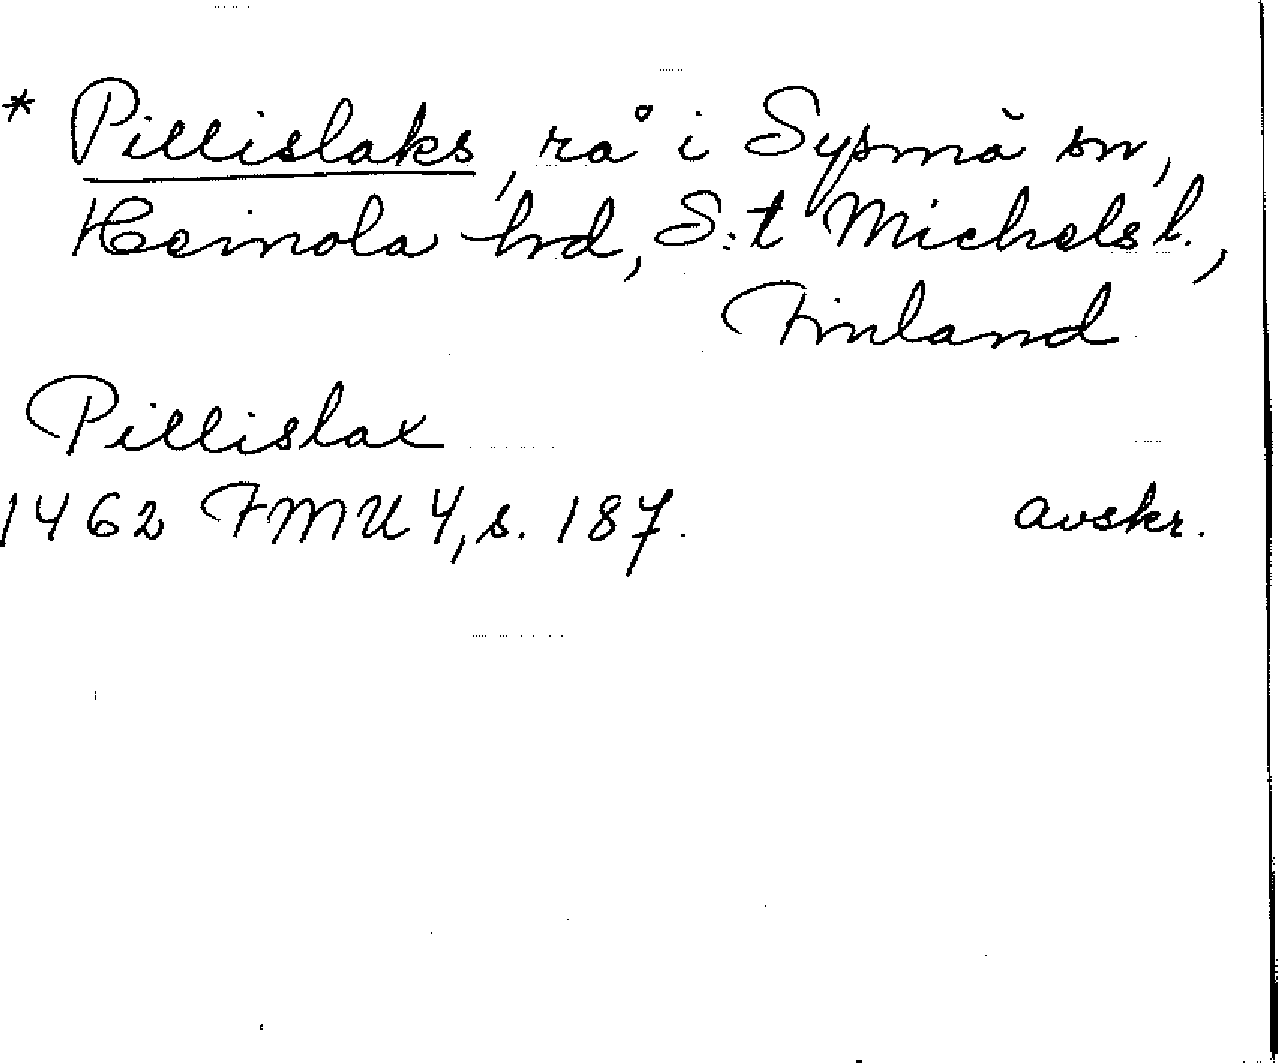 * Pillislaks, rå i Sysmä sn,
Heinola hd, S:t Michels l.,
Finland
Pillislax
1462 FMU 4, s. 187. avskr.